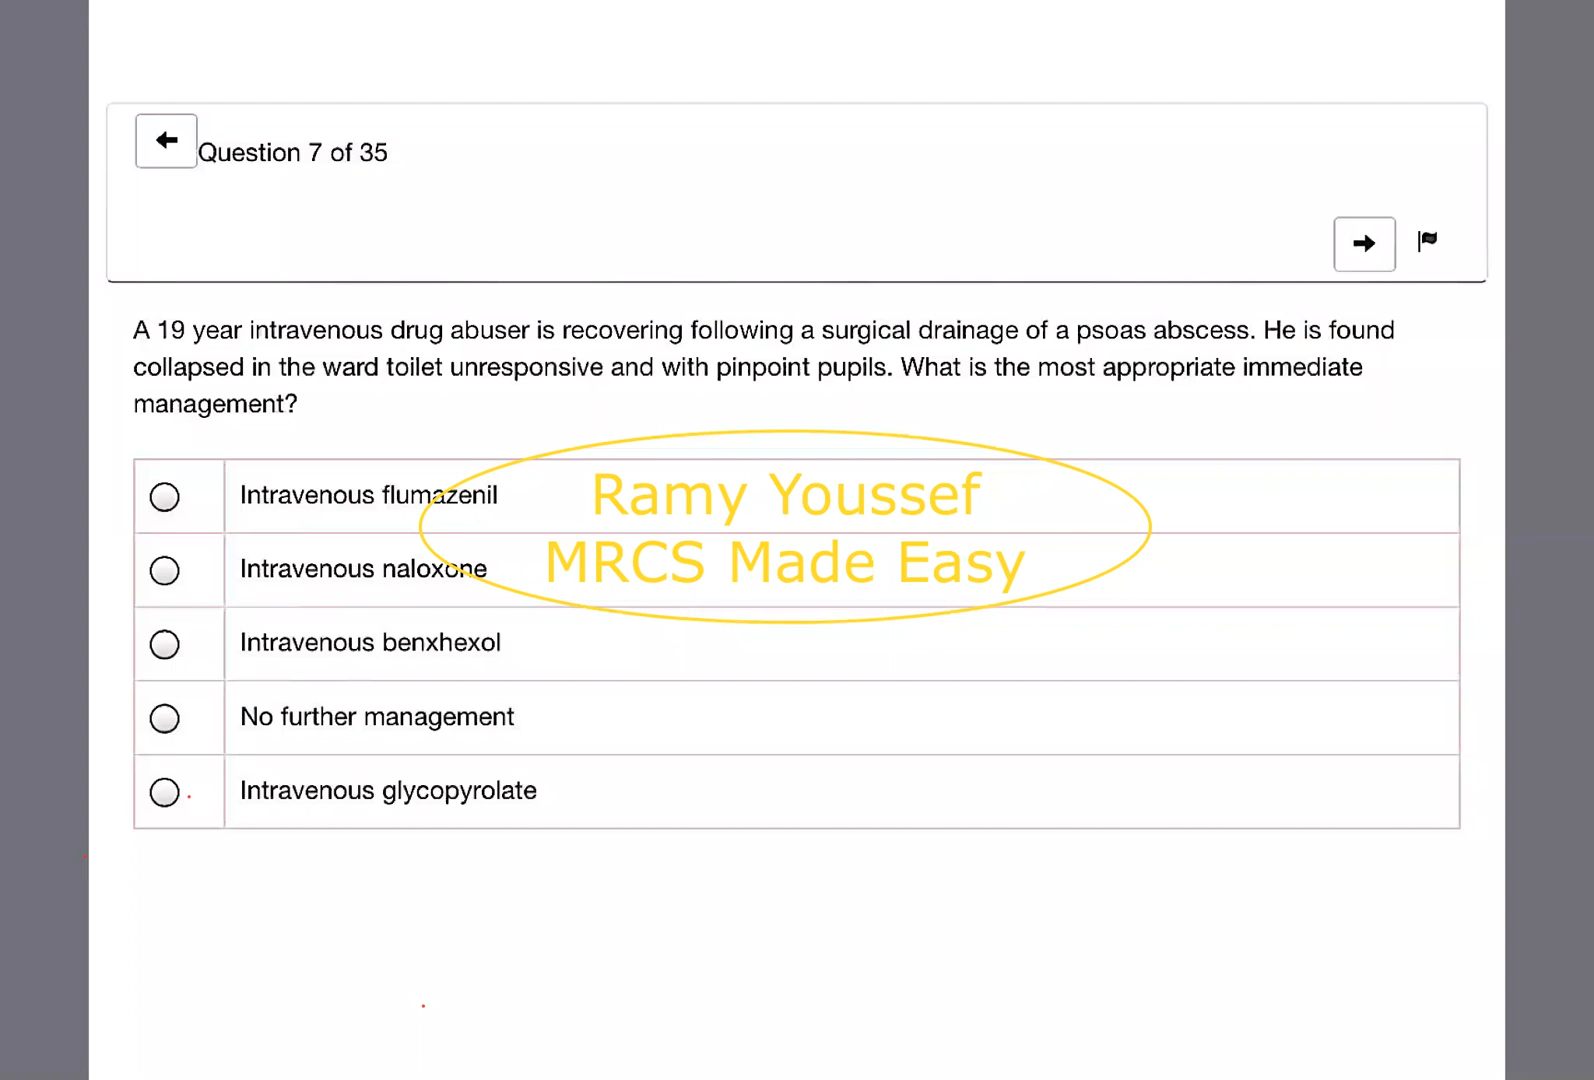 Question 7 of 35
A 19 year intravenous drug abuser is recovering following a surgical drainage of a psoas abscess. He is found
collapsed in the ward toilet unresponsive and with pinpoint pupils. What is the most appropriate immediate
management?
Intravenous flumazenil
Ramy Youssef
Intravenous naloxone
MRCS Made Easy
Intravenous benxhexol
No further management
Intravenous glycopyrolate